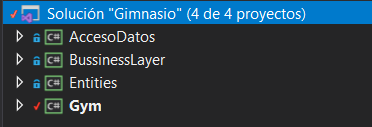 Solución "Gimnasio" (4 de 4 proyectos)
C# AccesoDatos
C# BussinessLayer
C# Entities
C# Gym